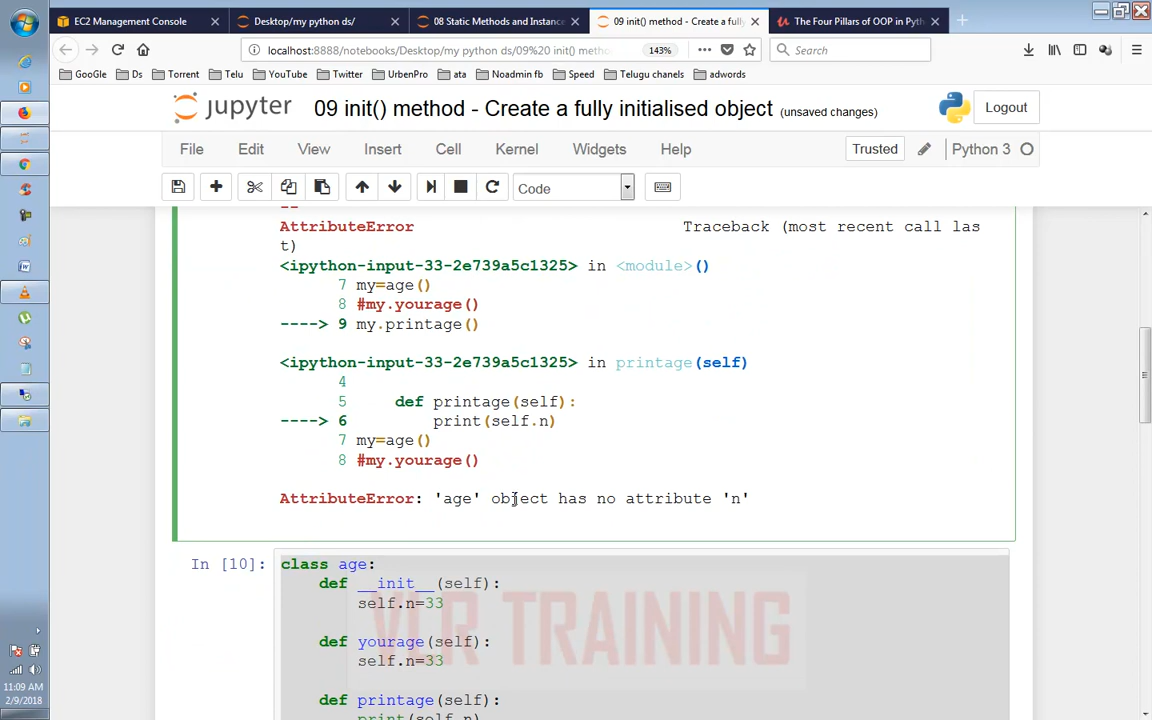 EC2 Management Console
Desktop/my python ds/
08 Static Methods and Instance
09 init() method - Create a fully
The Four Pillars of OOP in Pyth
localhost:8888/notebooks/Desktop/my python ds/09%20 init() metho
143%
Search
GooGle Ds Torrent Telu YouTube Twitter UrbenPro ata Noadmin fb Speed Telugu chanels adwords
jupyter 09 init() method - Create a fully initialised object (unsaved changes) Logout
File Edit View Insert Cell Kernel Widgets Help Trusted Python 3
Code
AttributeError Traceback (most recent call las
t)
<ipython-input-33-2e739a5c1325> in <module>()
7 my=age()
8 #my.yourage()
----> 9 my.printage()
<ipython-input-33-2e739a5c1325> in printage(self)
4
5 def printage(self):
----> 6 print(self.n)
7 my=age()
8 #my.yourage()
AttributeError: 'age' object has no attribute 'n'
In [10]: class age:
def __init__(self):
self.n=33
def yourage(self):
self.n=33
def printage(self):
print(self.n)
VLR TRAINING
11:09 AM
2/9/2018